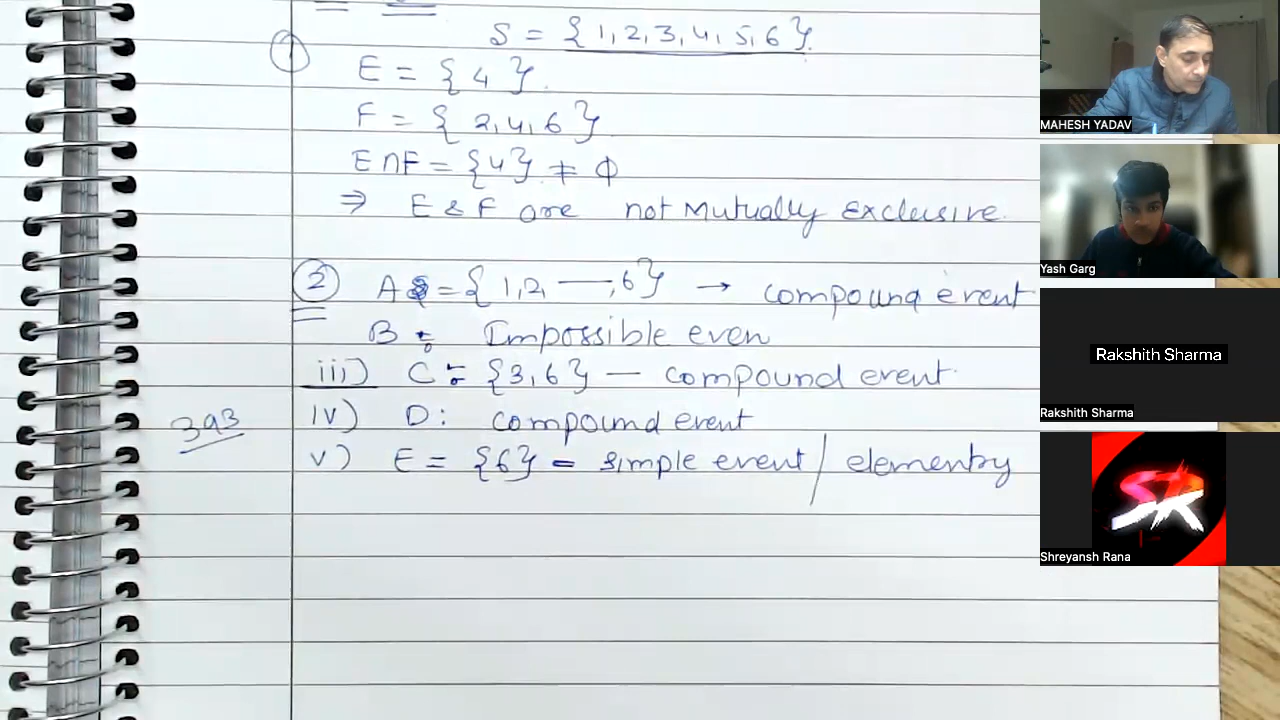 S = {1,2,3,4,5,6}.
1
E = {4}.
F = {2,4,6}
E∩F = {4} ≠ φ
⇒ E & F are not Mutually Exclusive.
2 A = {1,2, —,6} → compound event
B : Impossible even
iii) C : {3,6} — compound event.
iv) D : compound event
v) E = {6} – simple event / elementry
MAHESH YADAV
Yash Garg
Rakshith Sharma
Rakshith Sharma
SR
Shreyansh Rana